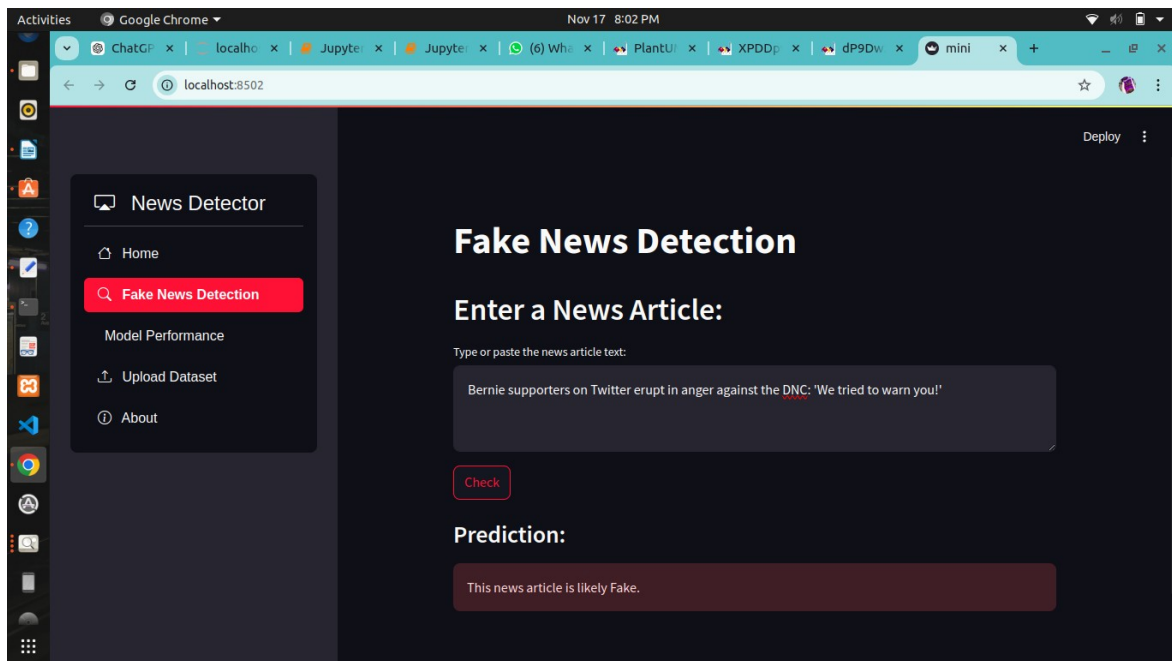 Activities
Google Chrome
Nov 17 8:02 PM
ChatGP
localho
Jupyter
Jupyter
(6) Wha
PlantU
XPDDp
dP9Dw
mini
localhost:8502
Deploy
News Detector
Home
Fake News Detection
Model Performance
Upload Dataset
About
Fake News Detection
Enter a News Article:
Type or paste the news article text:
Bernie supporters on Twitter erupt in anger against the DNC: 'We tried to warn you!'
Check
Prediction:
This news article is likely Fake.